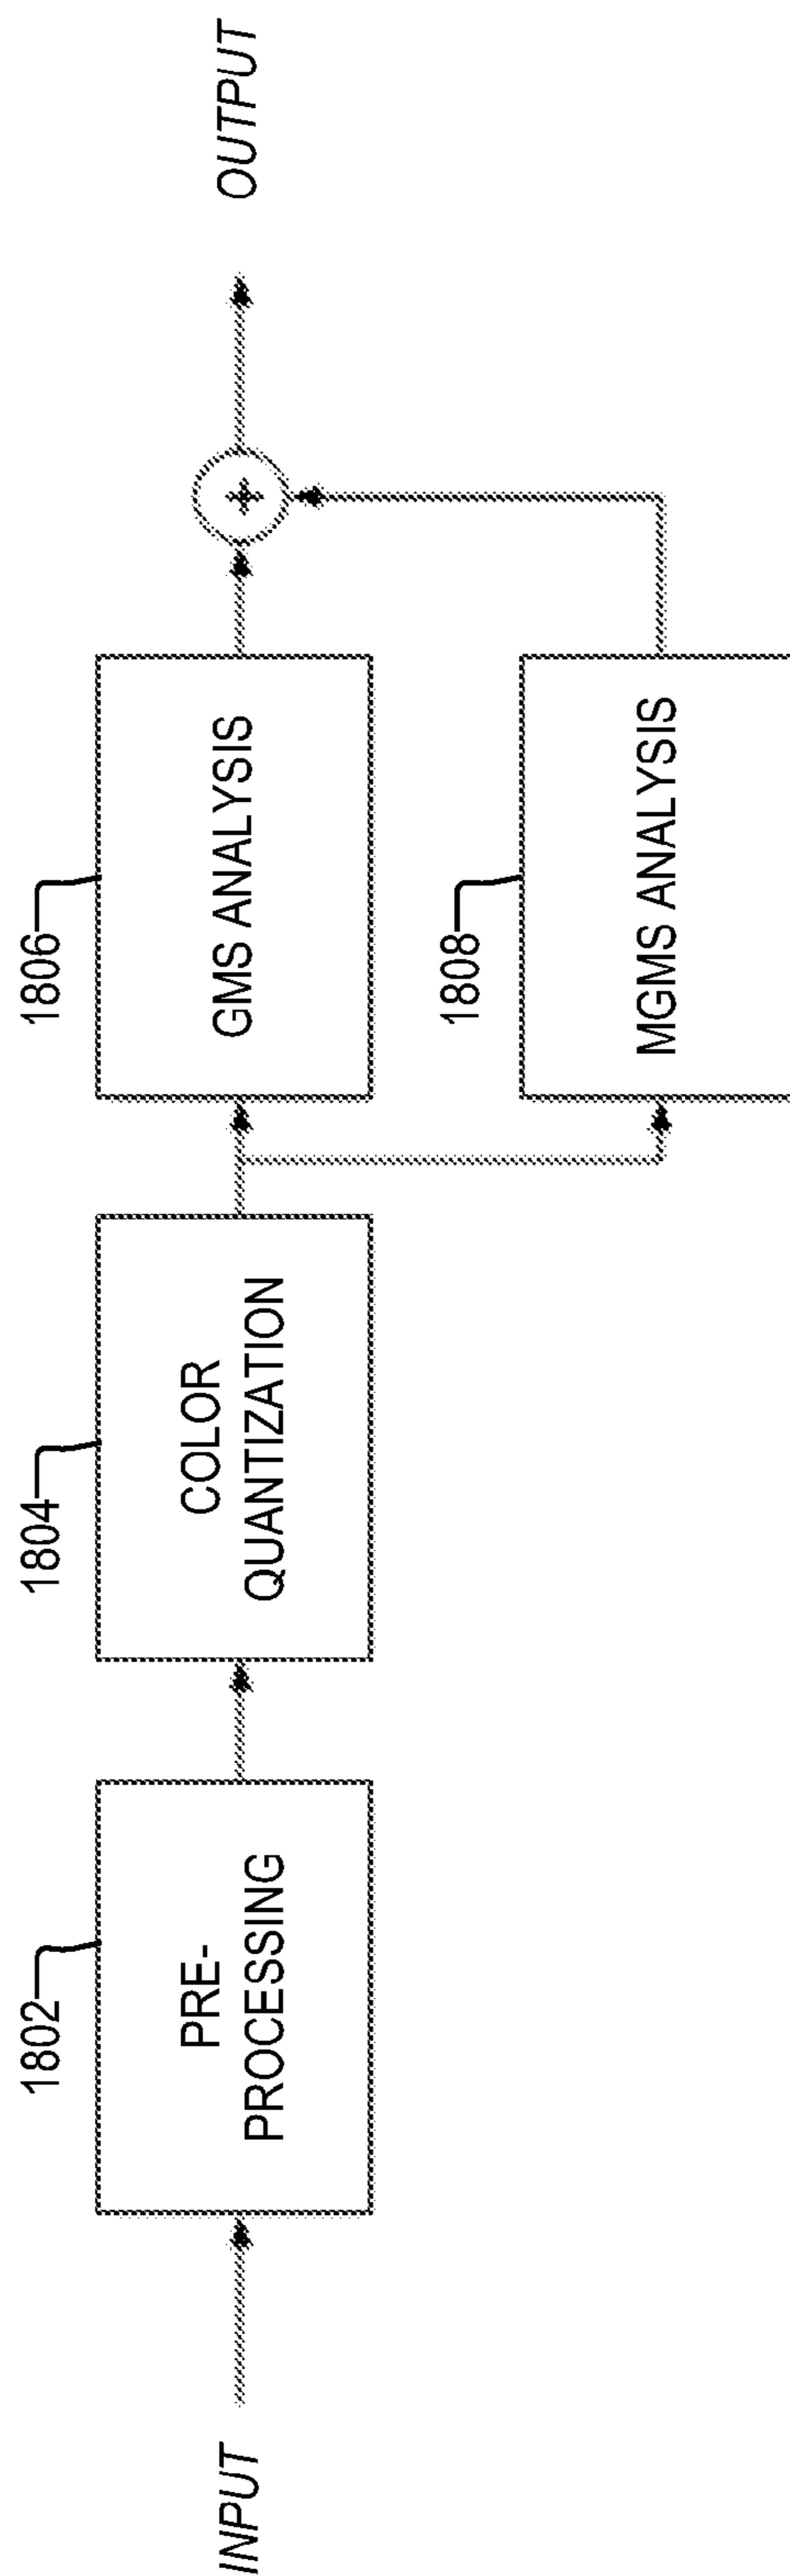 INPUT
1802
PRE-
PROCESSING
1804
COLOR
QUANTIZATION
1806
GMS ANALYSIS
1808
MGMS ANALYSIS
+
OUTPUT